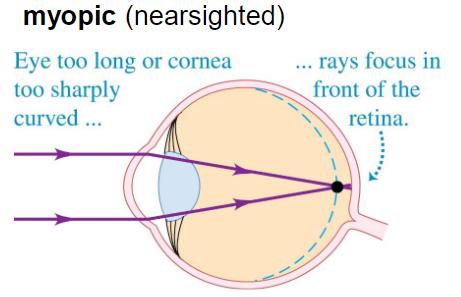 myopic (nearsighted)
Eye too long or cornea
too sharply
curved ...
... rays focus in
front of the
retina.